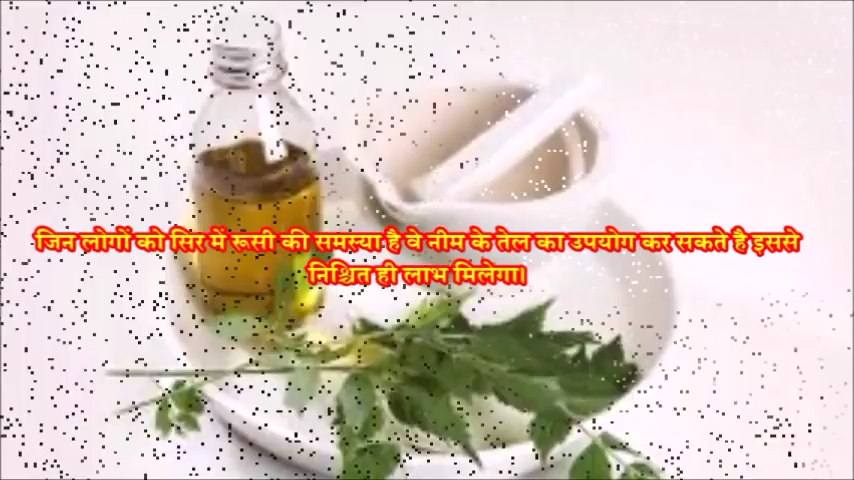 जिन लोगों को सिर में रूसी की समस्या है वे नीम के तेल का उपयोग कर सकते है इससे
निश्चित ही लाभ मिलेगा।